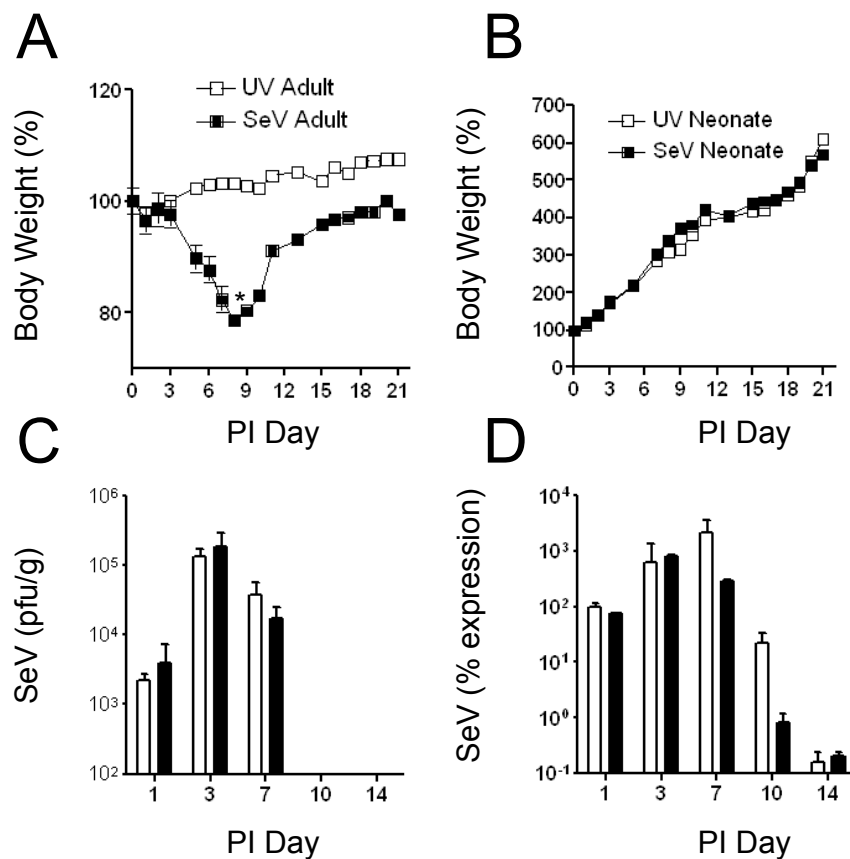 A
UV Adult
SeV Adult
120
100
80
Body Weight (%)
0 3 6 9 12 15 18 21
*
PI Day
B
UV Neonate
SeV Neonate
700
600
500
400
300
200
100
0
Body Weight (%)
0 3 6 9 12 15 18 21
PI Day
C
10⁶
10⁵
10⁴
10³
10²
SeV (pfu/g)
1 3 7 10 14
PI Day
D
10⁴
10³
10²
10¹
10⁰
10⁻¹
SeV (% expression)
1 3 7 10 14
PI Day